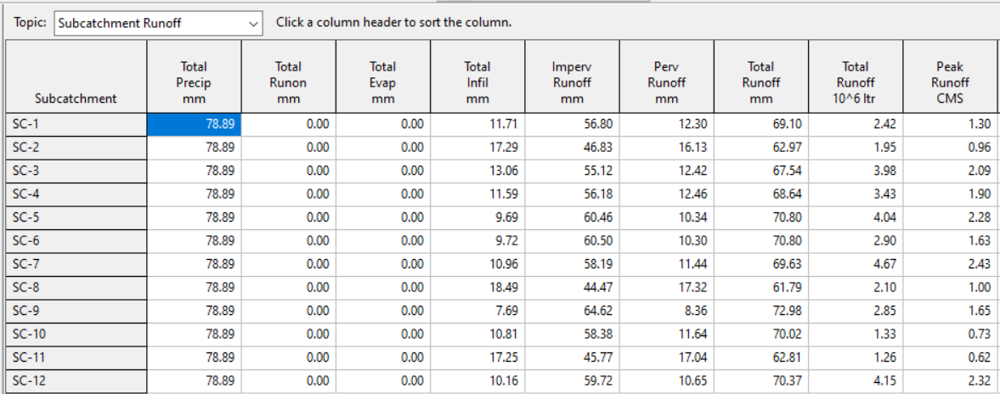 Topic: Subcatchment Runoff Click a column header to sort the column.
Subcatchment Total Precip mm Total Runon mm Total Evap mm Total Infil mm Imperv Runoff mm Perv Runoff mm Total Runoff mm Total Runoff 10^6 ltr Peak Runoff CMS
SC-1 78.89 0.00 0.00 11.71 56.80 12.30 69.10 2.42 1.30
SC-2 78.89 0.00 0.00 17.29 46.83 16.13 62.97 1.95 0.96
SC-3 78.89 0.00 0.00 13.06 55.12 12.42 67.54 3.98 2.09
SC-4 78.89 0.00 0.00 11.59 56.18 12.46 68.64 3.43 1.90
SC-5 78.89 0.00 0.00 9.69 60.46 10.34 70.80 4.04 2.28
SC-6 78.89 0.00 0.00 9.72 60.50 10.30 70.80 2.90 1.63
SC-7 78.89 0.00 0.00 10.96 58.19 11.44 69.63 4.67 2.43
SC-8 78.89 0.00 0.00 18.49 44.47 17.32 61.79 2.10 1.00
SC-9 78.89 0.00 0.00 7.69 64.62 8.36 72.98 2.85 1.65
SC-10 78.89 0.00 0.00 10.81 58.38 11.64 70.02 1.33 0.73
SC-11 78.89 0.00 0.00 17.25 45.77 17.04 62.81 1.26 0.62
SC-12 78.89 0.00 0.00 10.16 59.72 10.65 70.37 4.15 2.32